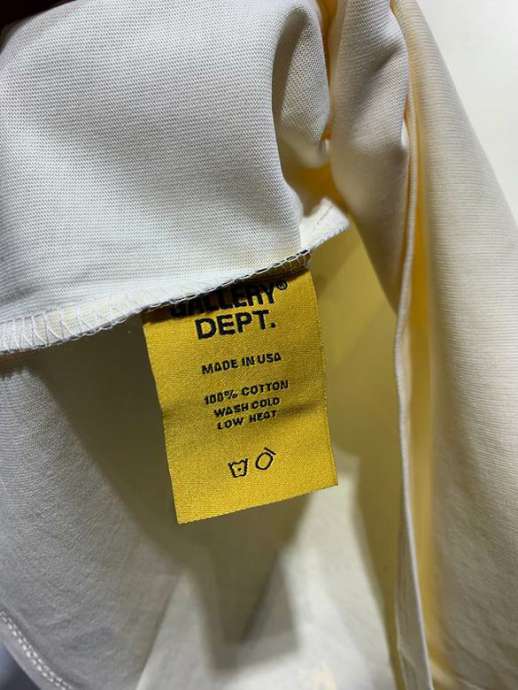 GALLERY®
DEPT.
MADE IN USA
100% COTTON
WASH COLD
LOW HEAT